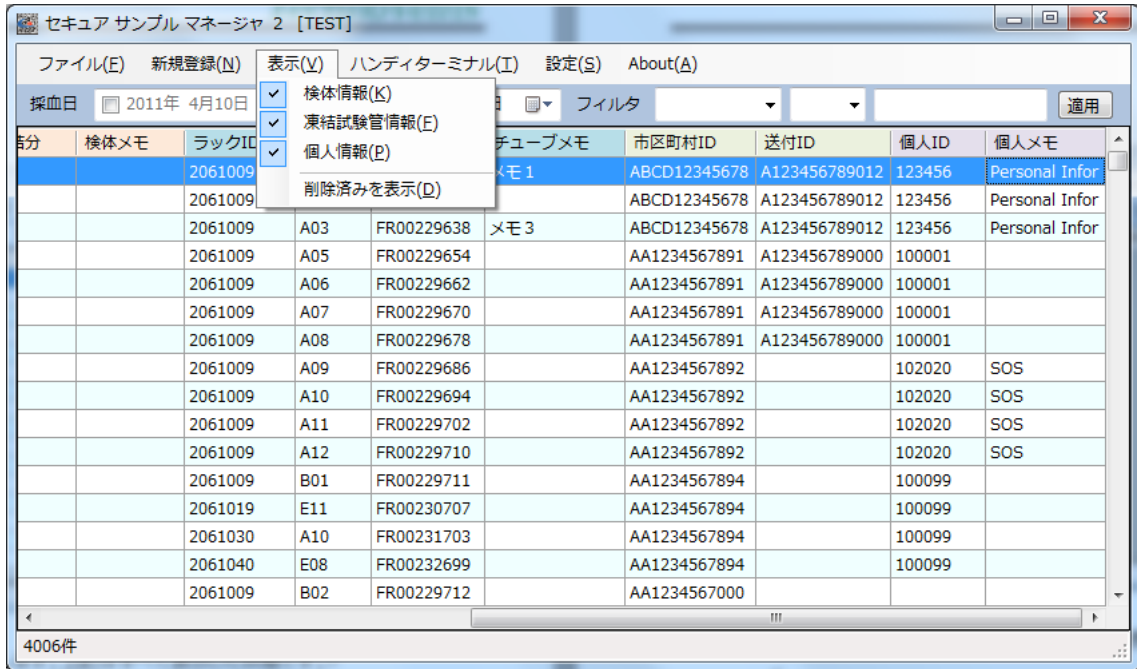 セキュア サンプル マネージャ 2 [TEST]
ファイル(F) 新規登録(N) 表示(V) ハンディターミナル(T) 設定(S) About(A)
採血日 2011年 4月10日 フィルタ 適用
検体情報(K)
凍結試験管情報(F)
個人情報(P)
削除済みを表示(D)
検体メモ ラックID チューブメモ 市区町村ID 送付ID 個人ID 個人メモ
2061009 メモ1 ABCD12345678 A123456789012 123456 Personal Infor
2061009 ABCD12345678 A123456789012 123456 Personal Infor
2061009 A03 FR00229638 メモ3 ABCD12345678 A123456789012 123456 Personal Infor
2061009 A05 FR00229654 AA1234567891 A123456789000 100001
2061009 A06 FR00229662 AA1234567891 A123456789000 100001
2061009 A07 FR00229670 AA1234567891 A123456789000 100001
2061009 A08 FR00229678 AA1234567891 A123456789000 100001
2061009 A09 FR00229686 AA1234567892 102020 SOS
2061009 A10 FR00229694 AA1234567892 102020 SOS
2061009 A11 FR00229702 AA1234567892 102020 SOS
2061009 A12 FR00229710 AA1234567892 102020 SOS
2061009 B01 FR00229711 AA1234567894 100099
2061019 E11 FR00230707 AA1234567894 100099
2061030 A10 FR00231703 AA1234567894 100099
2061040 E08 FR00232699 AA1234567894 100099
2061009 B02 FR00229712 AA1234567000
4006件